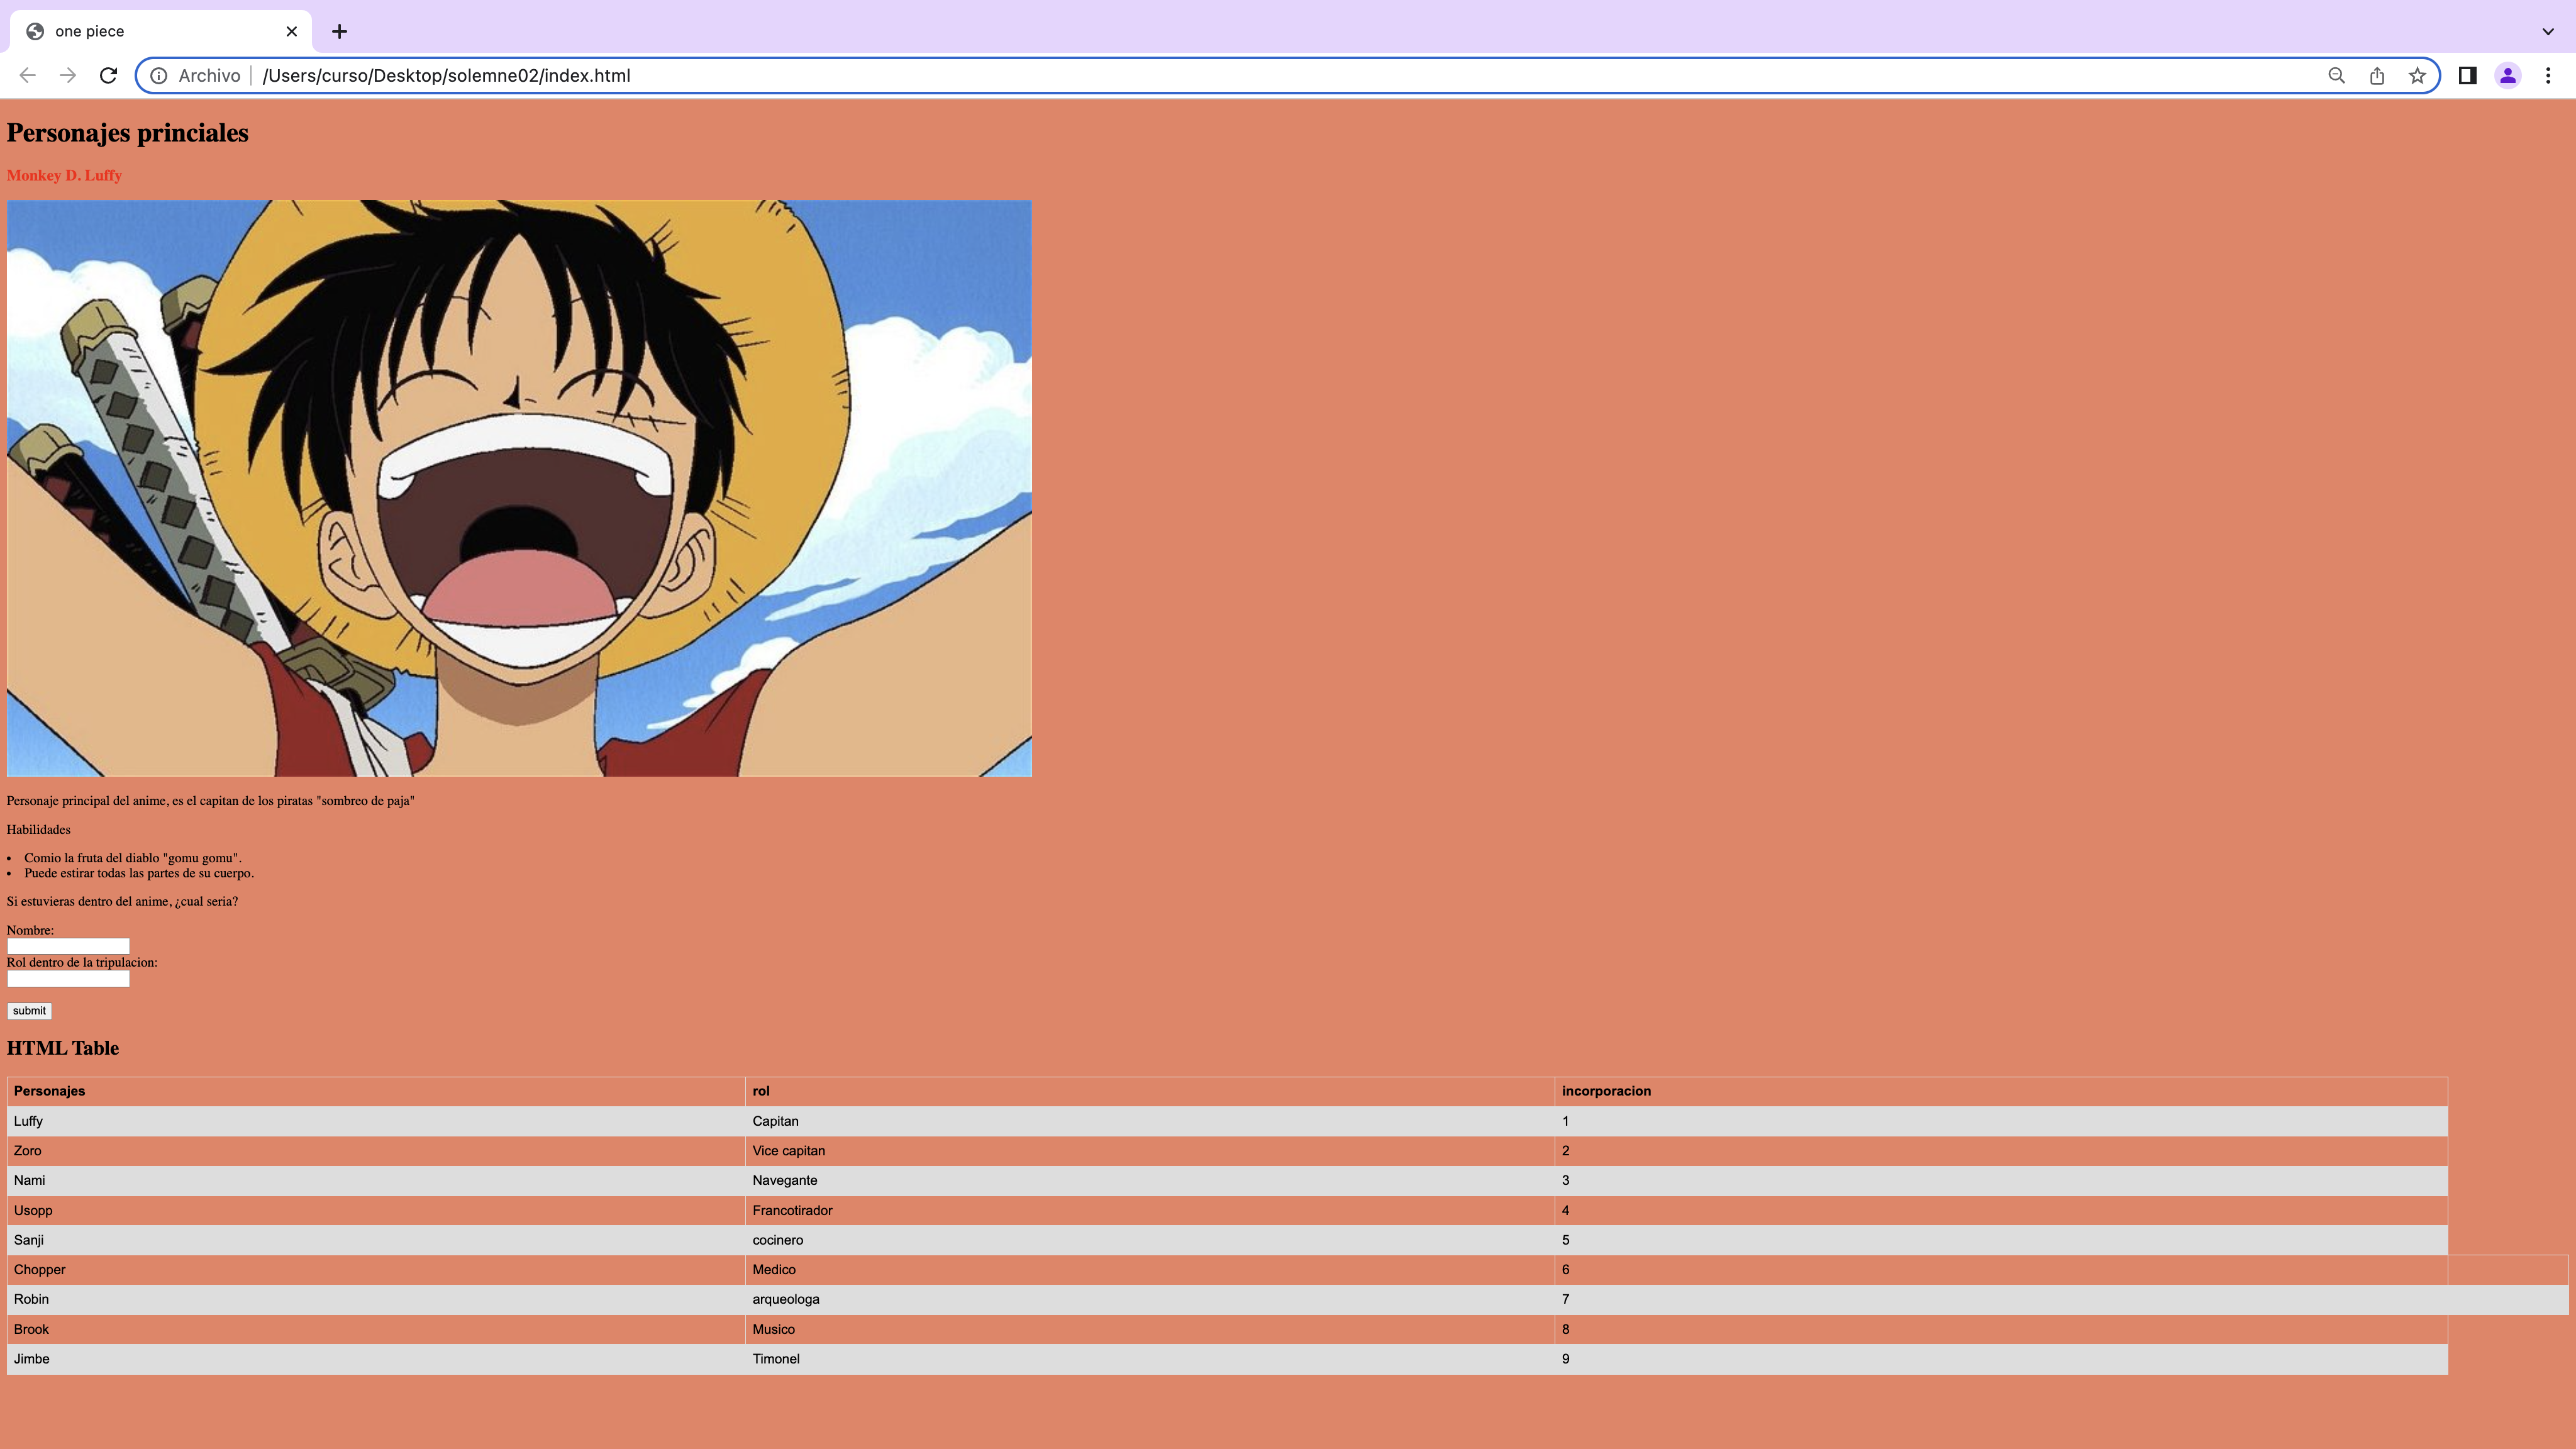 one piece
Archivo /Users/curso/Desktop/solemne02/index.html
Personajes princiales
Monkey D. Luffy
Personaje principal del anime, es el capitan de los piratas "sombreo de paja"
Habilidades
• Comio la fruta del diablo "gomu gomu".
• Puede estirar todas las partes de su cuerpo.
Si estuvieras dentro del anime, ¿cual seria?
Nombre:
Rol dentro de la tripulacion:
submit
HTML Table
Personajes rol incorporacion
Luffy Capitan 1
Zoro Vice capitan 2
Nami Navegante 3
Usopp Francotirador 4
Sanji cocinero 5
Chopper Medico 6
Robin arqueologa 7
Brook Musico 8
Jimbe Timonel 9